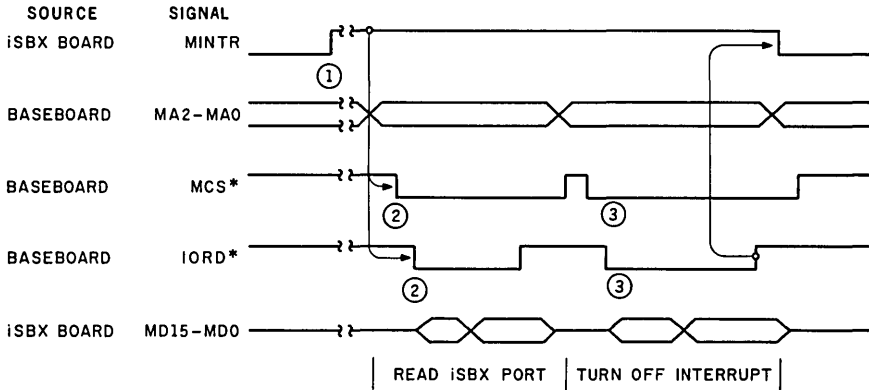 SOURCE SIGNAL
iSBX BOARD MINTR
1
BASEBOARD MA2-MA0
BASEBOARD MCS*
2 3
BASEBOARD IORD*
2 3
iSBX BOARD MD15-MD0
READ iSBX PORT TURN OFF INTERRUPT